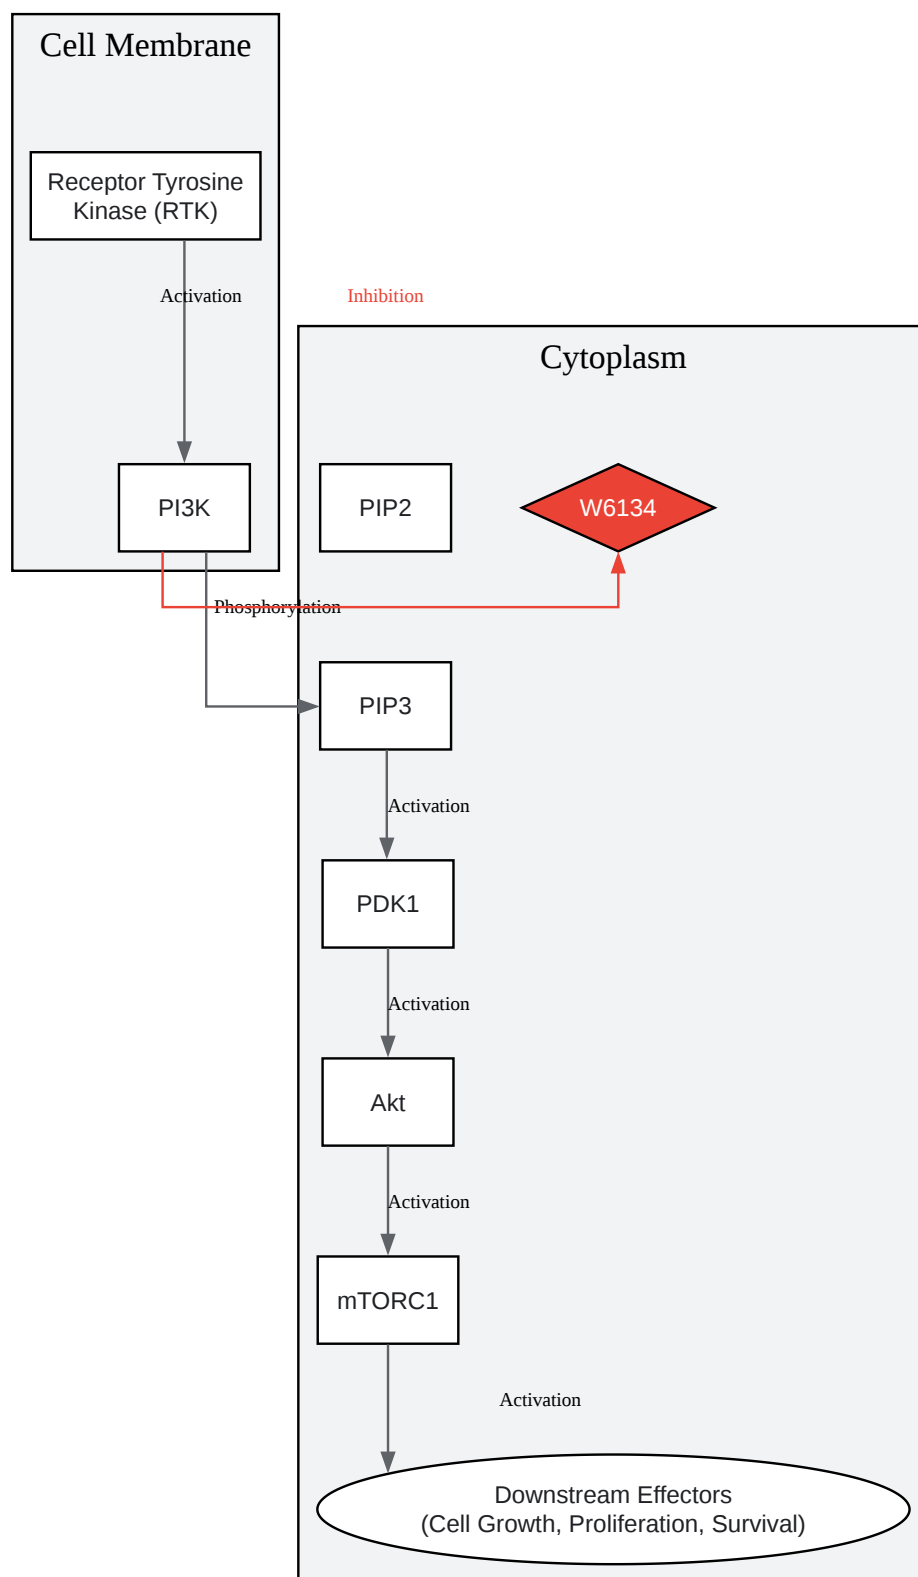 Cell Membrane
Receptor Tyrosine
Kinase (RTK)
Activation
Inhibition
Cytoplasm
PI3K
PIP2
W6134
Phosphorylation
PIP3
Activation
PDK1
Activation
Akt
Activation
mTORC1
Activation
Downstream Effectors
(Cell Growth, Proliferation, Survival)